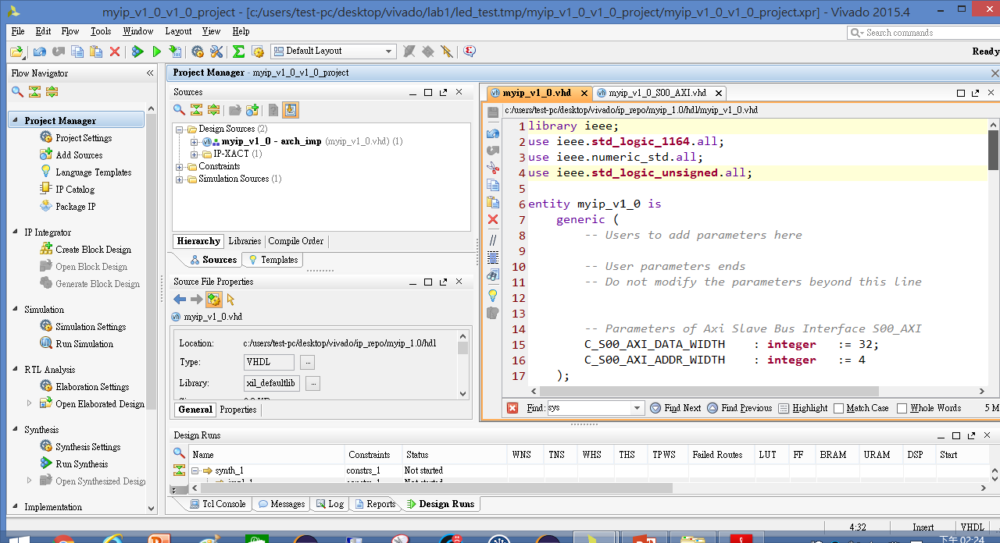 myip_v1_0_v1_0_project - [c:/users/test-pc/desktop/vivado/lab1/led_test.tmp/myip_v1_0_v1_0_project/myip_v1_0_v1_0_project.xpr] - Vivado 2015.4
File Edit Flow Tools Window Layout View Help
Search commands
Default Layout
Ready
Flow Navigator
Project Manager
Project Settings
Add Sources
Language Templates
IP Catalog
Package IP
IP Integrator
Create Block Design
Open Block Design
Generate Block Design
Simulation
Simulation Settings
Run Simulation
RTL Analysis
Elaboration Settings
Open Elaborated Design
Synthesis
Synthesis Settings
Run Synthesis
Open Synthesized Desig
Implementation
Project Manager - myip_v1_0_v1_0_project
Sources
Design Sources (2)
myip_v1_0 - arch_imp (myip_v1_0.vhd) (1)
IP-XACT (1)
Constraints
Simulation Sources (1)
Hierarchy Libraries Compile Order
Sources Templates
Source File Properties
myip_v1_0.vhd
Location: c:/users/test-pc/desktop/vivado/ip_repo/myip_1.0/hdl
Type: VHDL ...
Library: xil_defaultlib ...
General Properties
myip_v1_0.vhd myip_v1_0_S00_AXI.vhd
c:/users/test-pc/desktop/vivado/ip_repo/myip_1.0/hdl/myip_v1_0.vhd
1 library ieee;
2 use ieee.std_logic_1164.all;
3 use ieee.numeric_std.all;
4 use ieee.std_logic_unsigned.all;
5
6 entity myip_v1_0 is
7 generic (
8 -- Users to add parameters here
9
10 -- User parameters ends
11 -- Do not modify the parameters beyond this line
12
13
14 -- Parameters of Axi Slave Bus Interface S00_AXI
15 C_S00_AXI_DATA_WIDTH : integer := 32;
16 C_S00_AXI_ADDR_WIDTH : integer := 4
17 );
Find: sys Find Next Find Previous Highlight Match Case Whole Words 5 M
Design Runs
Name Constraints Status WNS TNS WHS THS TPWS Failed Routes LUT FF BRAM URAM DSP Start
synth_1 constrs_1 Not started
Tcl Console Messages Log Reports Design Runs
4:32 Insert VHDL
下午 02:24